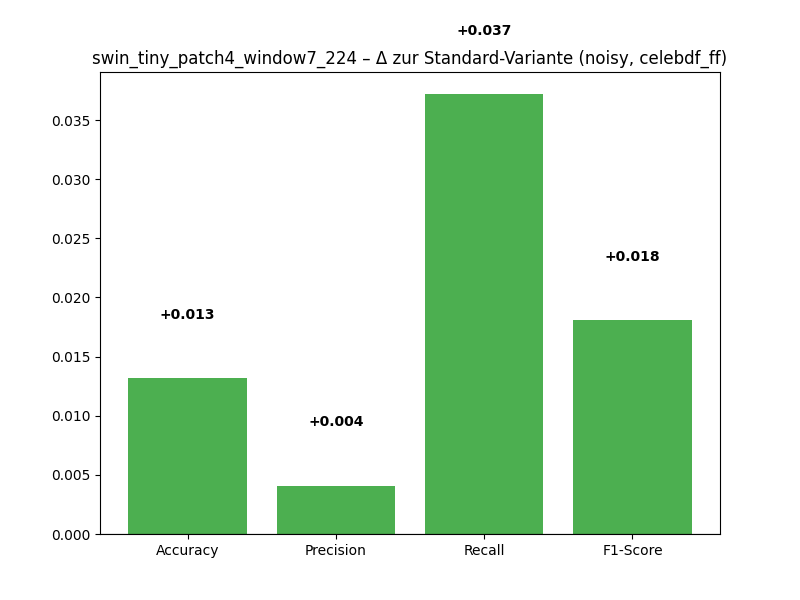 +0.037
swin_tiny_patch4_window7_224 – Δ zur Standard-Variante (noisy, celebdf_ff)
0.035
0.030
0.025
0.020
0.015
0.010
0.005
0.000
+0.013
+0.004
+0.018
Accuracy
Precision
Recall
F1-Score